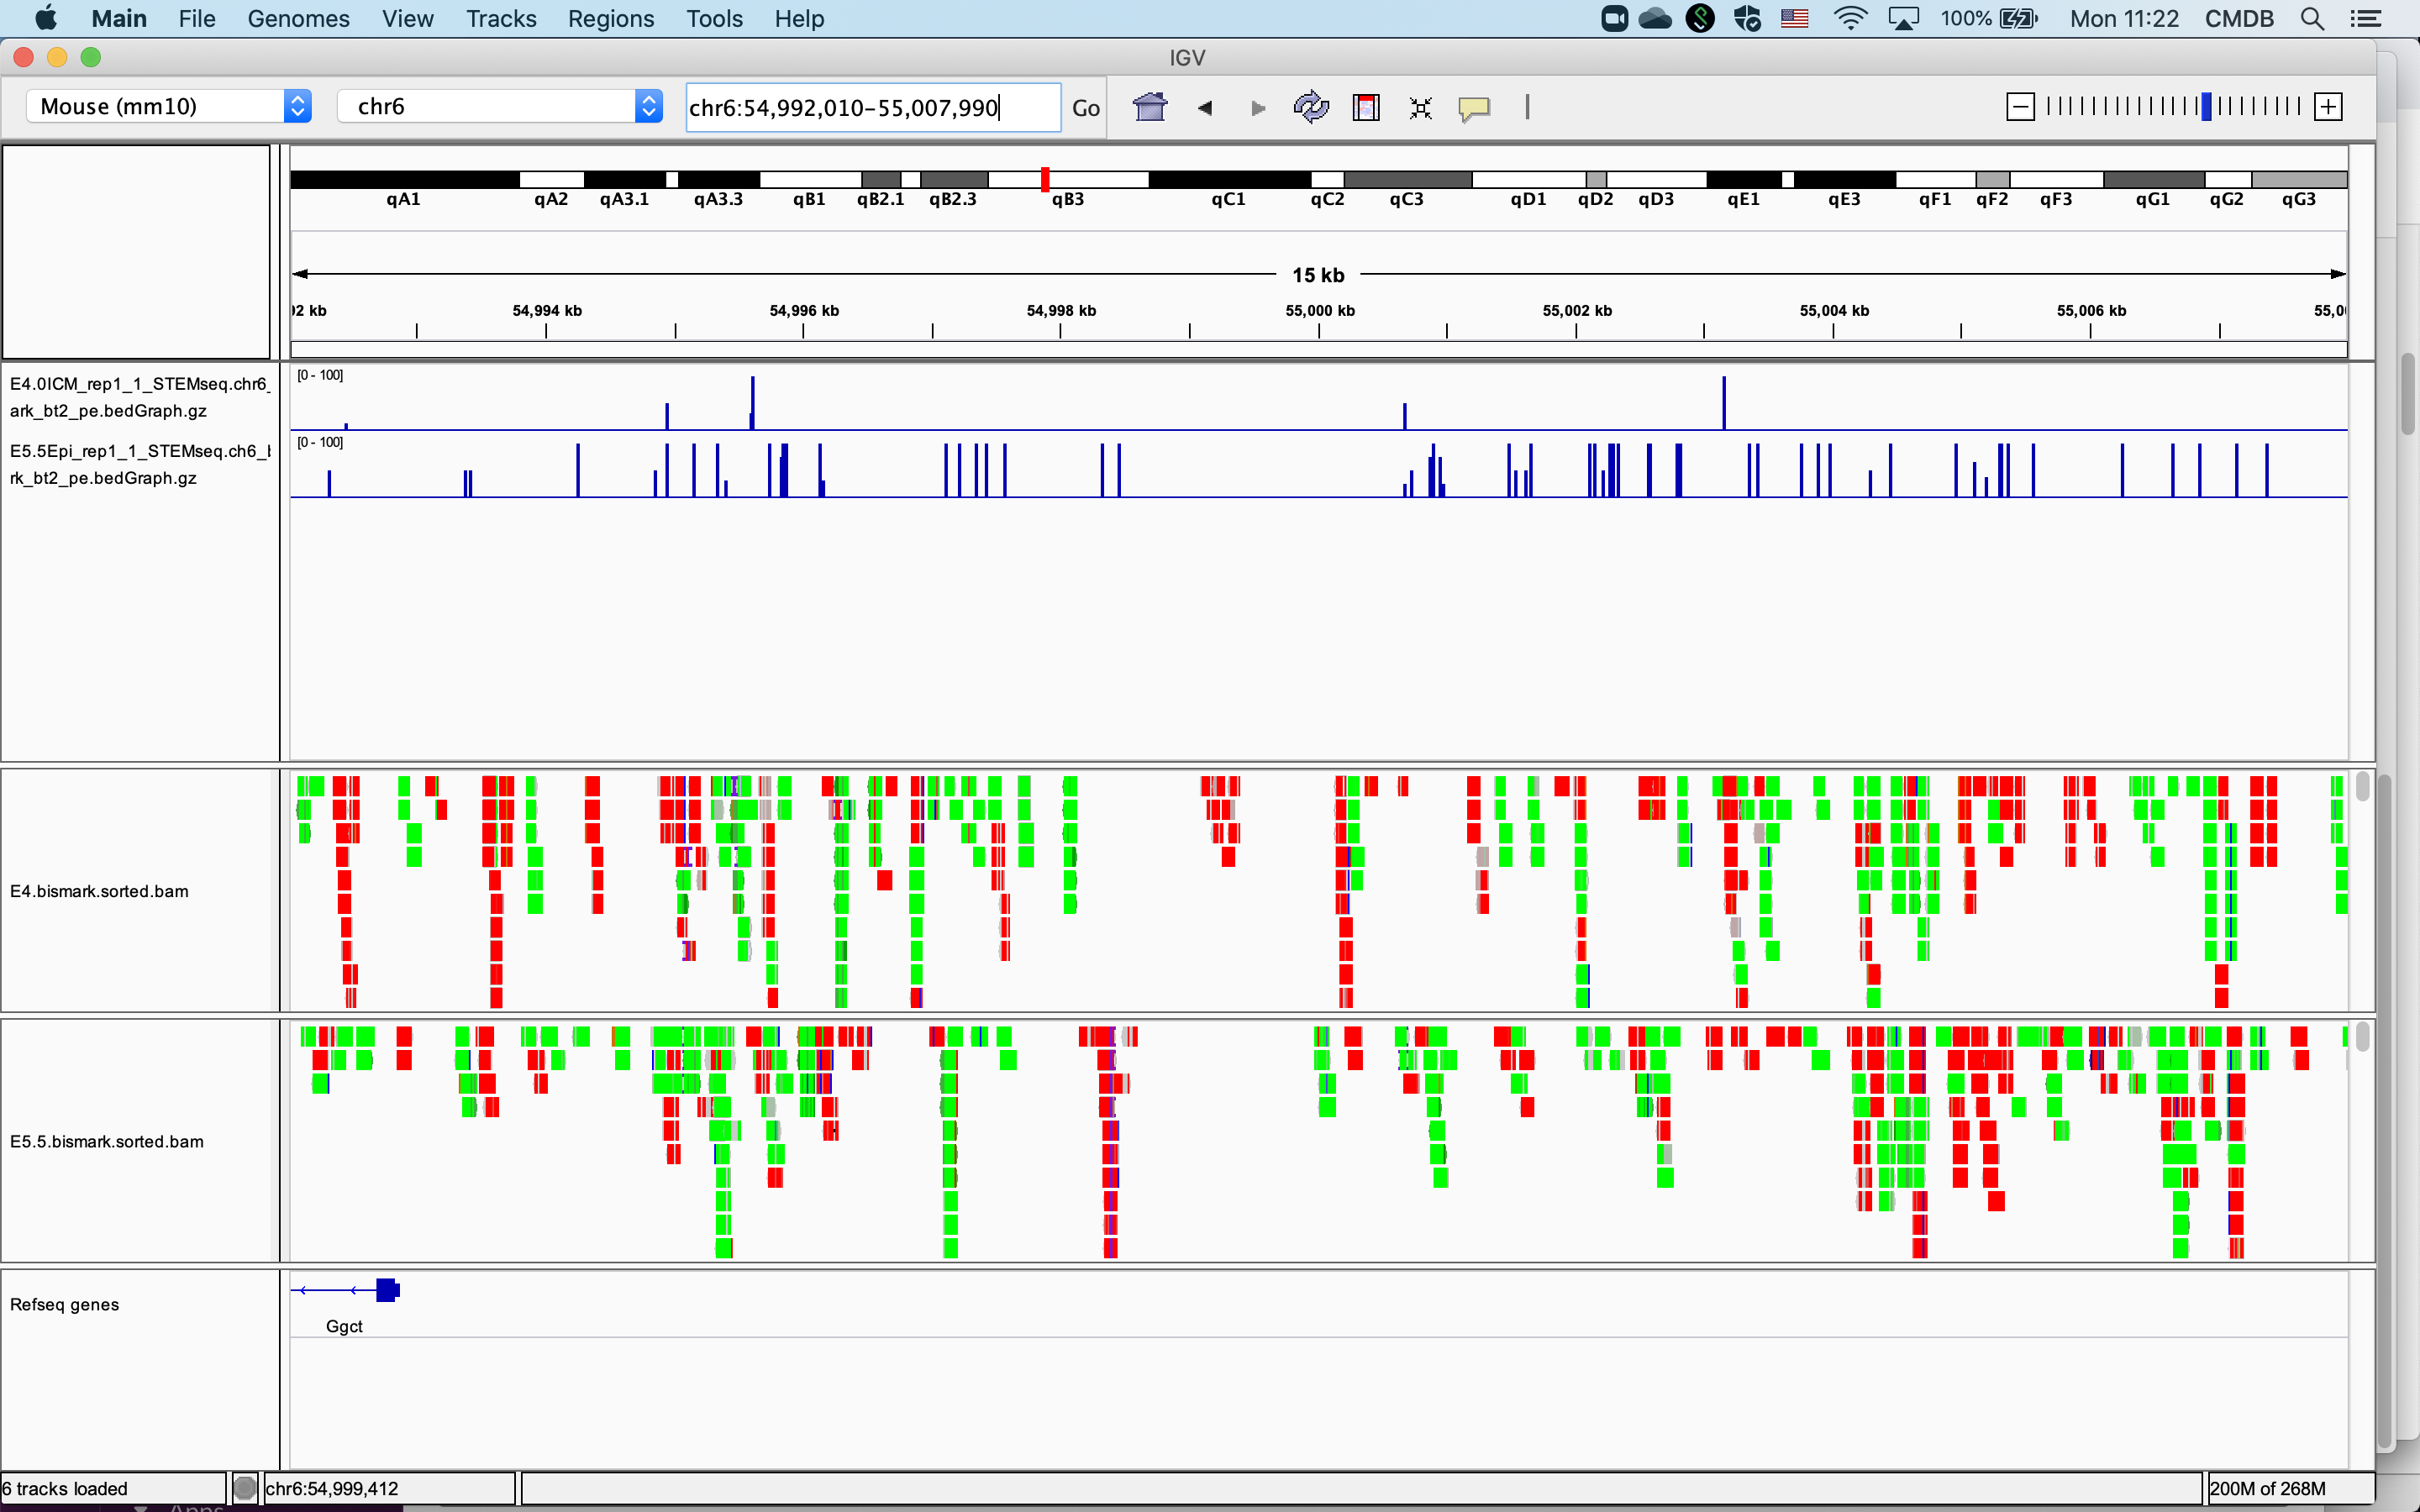 Main File Genomes View Tracks Regions Tools Help 100% Mon 11:22 CMDB
IGV
Mouse (mm10) chr6 chr6:54,992,010-55,007,990 Go
qA1 qA2 qA3.1 qA3.3 qB1 qB2.1 qB2.3 qB3 qC1 qC2 qC3 qD1 qD2 qD3 qE1 qE3 qF1 qF2 qF3 qG1 qG2 qG3
15 kb
92 kb 54,994 kb 54,996 kb 54,998 kb 55,000 kb 55,002 kb 55,004 kb 55,006 kb 55,0
E4.0ICM_rep1_1_STEMseq.chr6_
ark_bt2_pe.bedGraph.gz
[0 - 100]
E5.5Epi_rep1_1_STEMseq.ch6_b
rk_bt2_pe.bedGraph.gz
[0 - 100]
E4.bismark.sorted.bam
E5.5.bismark.sorted.bam
Refseq genes
Ggct
6 tracks loaded chr6:54,999,412 200M of 268M